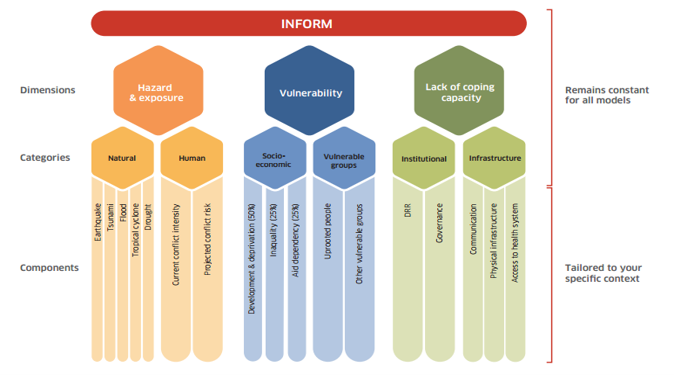 INFORM
Dimensions
Hazard
& exposure
Vulnerability
Lack of coping
capacity
Remains constant
for all models
Categories
Natural
Human
Socio-
economic
Vulnerable
groups
Institutional
Infrastructure
Components
Earthquake
Tsunami
Flood
Tropical cyclone
Drought
Current conflict intensity
Projected conflict risk
Development & deprivation (50%)
Inequality (25%)
Aid dependency (25%)
Uprooted people
Other vulnerable groups
DRR
Governance
Communication
Physical infrastructure
Access to health system
Tailored to your
specific context